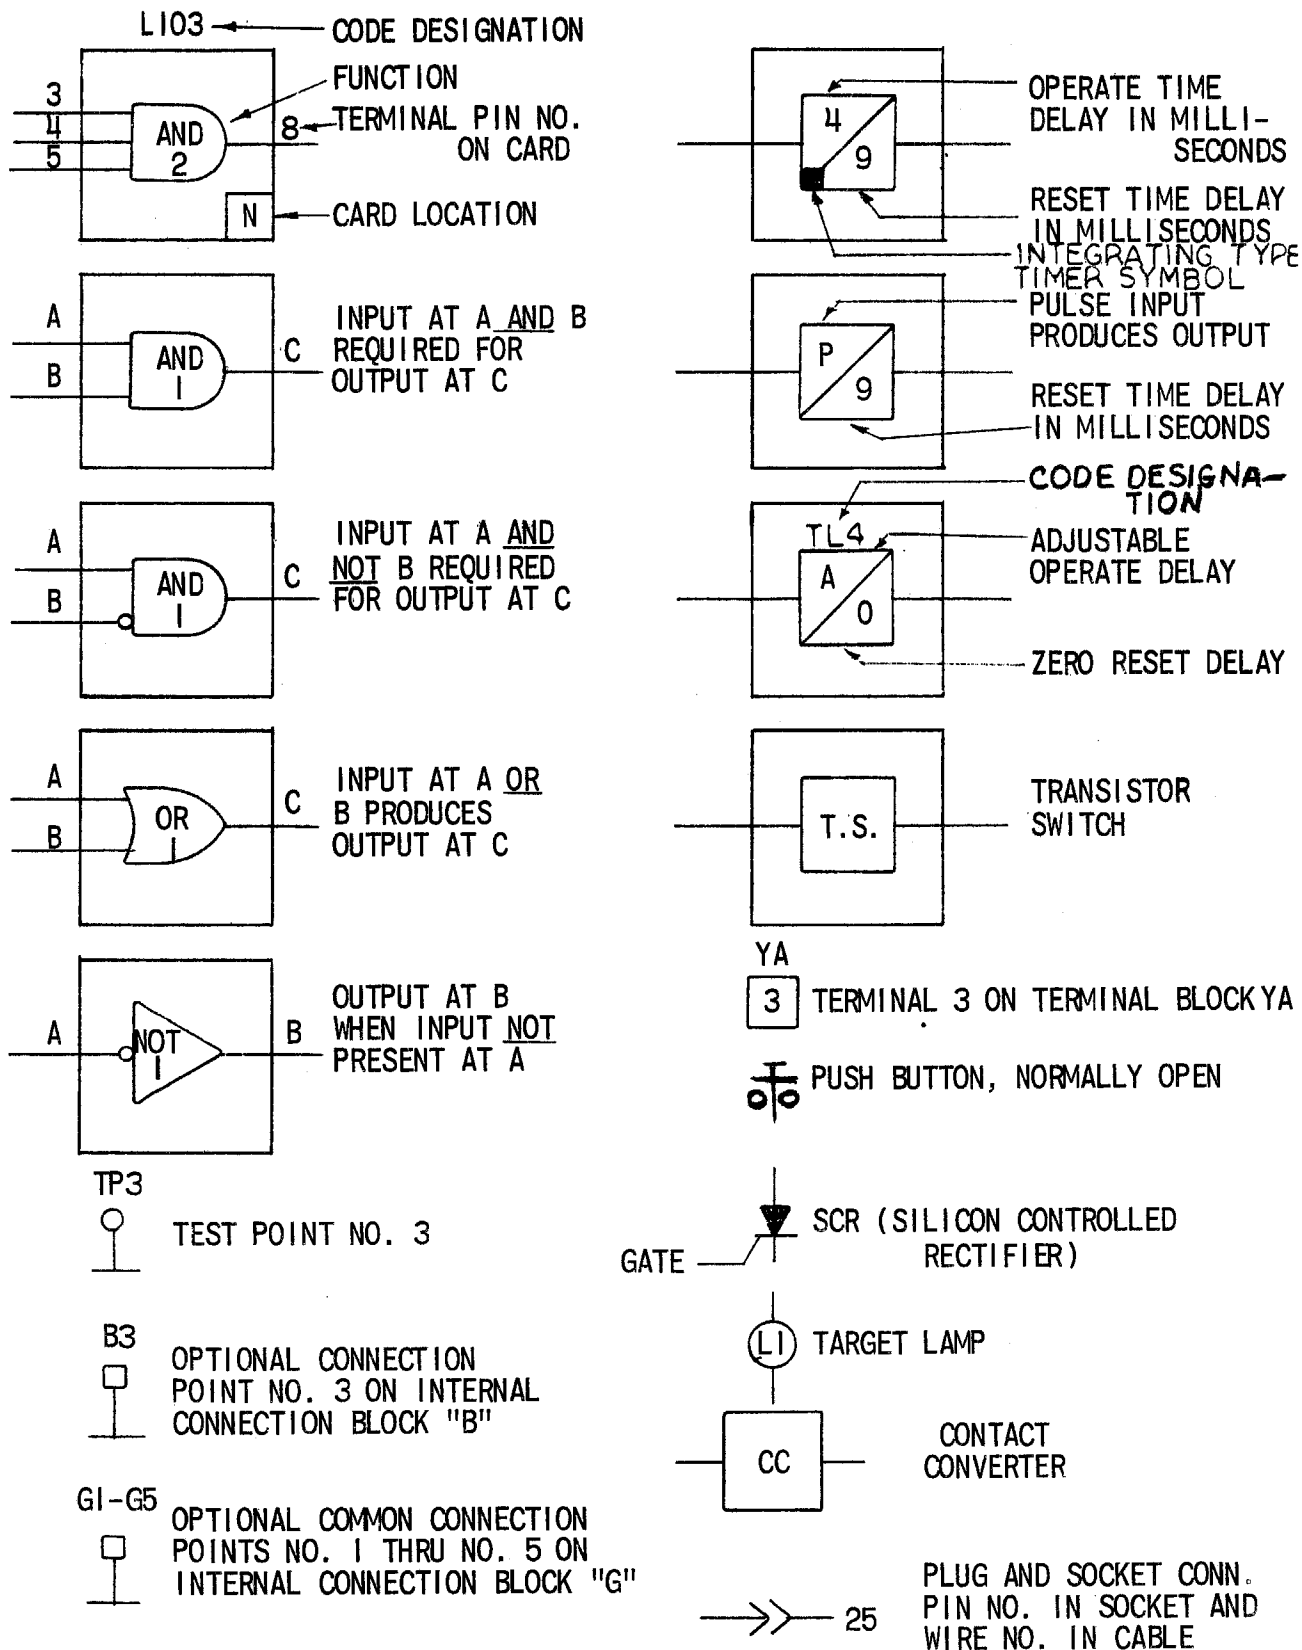 L103
CODE DESIGNATION
FUNCTION
3
4
5
AND
2
8
TERMINAL PIN NO.
ON CARD
N
CARD LOCATION
A
B
AND
1
C
INPUT AT A AND B
REQUIRED FOR
OUTPUT AT C
A
B
AND
1
C
INPUT AT A AND
NOT B REQUIRED
FOR OUTPUT AT C
A
B
OR
1
C
INPUT AT A OR
B PRODUCES
OUTPUT AT C
A
NOT
1
B
OUTPUT AT B
WHEN INPUT NOT
PRESENT AT A
TP3
TEST POINT NO. 3
B3
OPTIONAL CONNECTION
POINT NO. 3 ON INTERNAL
CONNECTION BLOCK "B"
G1-G5
OPTIONAL COMMON CONNECTION
POINTS NO. 1 THRU NO. 5 ON
INTERNAL CONNECTION BLOCK "G"
4
9
OPERATE TIME
DELAY IN MILLI-
SECONDS
RESET TIME DELAY
IN MILLISECONDS
INTEGRATING TYPE
TIMER SYMBOL
P
9
PULSE INPUT
PRODUCES OUTPUT
RESET TIME DELAY
IN MILLISECONDS
CODE DESIGNA-
TION
TL4
A
0
ADJUSTABLE
OPERATE DELAY
ZERO RESET DELAY
T.S.
TRANSISTOR
SWITCH
YA
3
TERMINAL 3 ON TERMINAL BLOCK YA
PUSH BUTTON, NORMALLY OPEN
GATE
SCR (SILICON CONTROLLED
RECTIFIER)
L1
TARGET LAMP
CC
CONTACT
CONVERTER
25
PLUG AND SOCKET CONN.
PIN NO. IN SOCKET AND
WIRE NO. IN CABLE